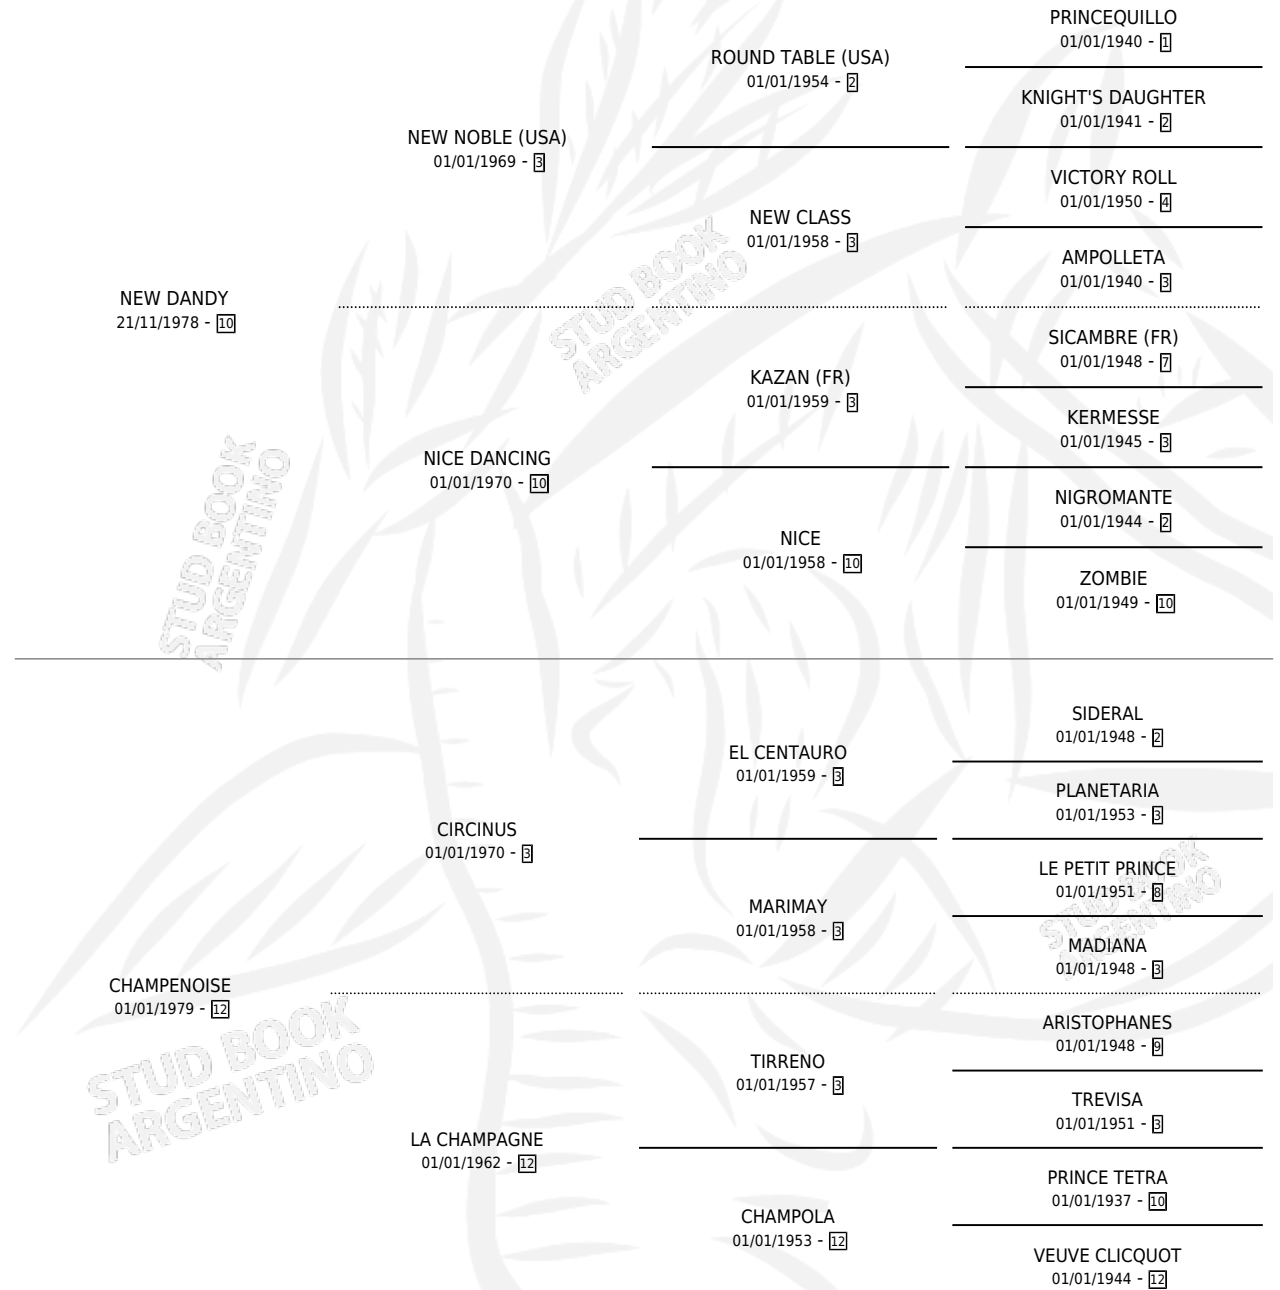 PRINCEQUILLO
01/01/1940 - 1
ROUND TABLE (USA)
01/01/1954 - 2
KNIGHT'S DAUGHTER
01/01/1941 - 2
NEW NOBLE (USA)
01/01/1969 - 3
VICTORY ROLL
01/01/1950 - 4
NEW CLASS
01/01/1958 - 3
AMPOLLETA
01/01/1940 - 3
NEW DANDY
21/11/1978 - 10
SICAMBRE (FR)
01/01/1948 - 7
KAZAN (FR)
01/01/1959 - 3
KERMESSE
01/01/1945 - 3
NICE DANCING
01/01/1970 - 10
NIGROMANTE
01/01/1944 - 2
NICE
01/01/1958 - 10
ZOMBIE
01/01/1949 - 10
SIDERAL
01/01/1948 - 2
EL CENTAURO
01/01/1959 - 3
PLANETARIA
01/01/1953 - 3
CIRCINUS
01/01/1970 - 3
LE PETIT PRINCE
01/01/1951 - 8
MARIMAY
01/01/1958 - 3
MADIANA
01/01/1948 - 3
CHAMPENOISE
01/01/1979 - 12
ARISTOPHANES
01/01/1948 - 9
TIRRENO
01/01/1957 - 3
TREVISA
01/01/1951 - 3
LA CHAMPAGNE
01/01/1962 - 12
PRINCE TETRA
01/01/1937 - 10
CHAMPOLA
01/01/1953 - 12
VEUVE CLICQUOT
01/01/1944 - 12
STUD BOOK
ARGENTINO
STUD BOOK
ARGENTINO
STUD BOOK
ARGENTINO
STUD BOOK
ARGENTINO